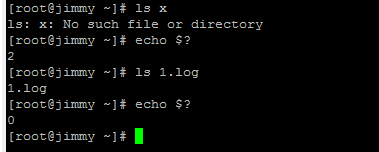 [root@jimmy ~]# ls x
ls: x: No such file or directory
[root@jimmy ~]# echo $?
2
[root@jimmy ~]# ls 1.log
1.log
[root@jimmy ~]# echo $?
0
[root@jimmy ~]#